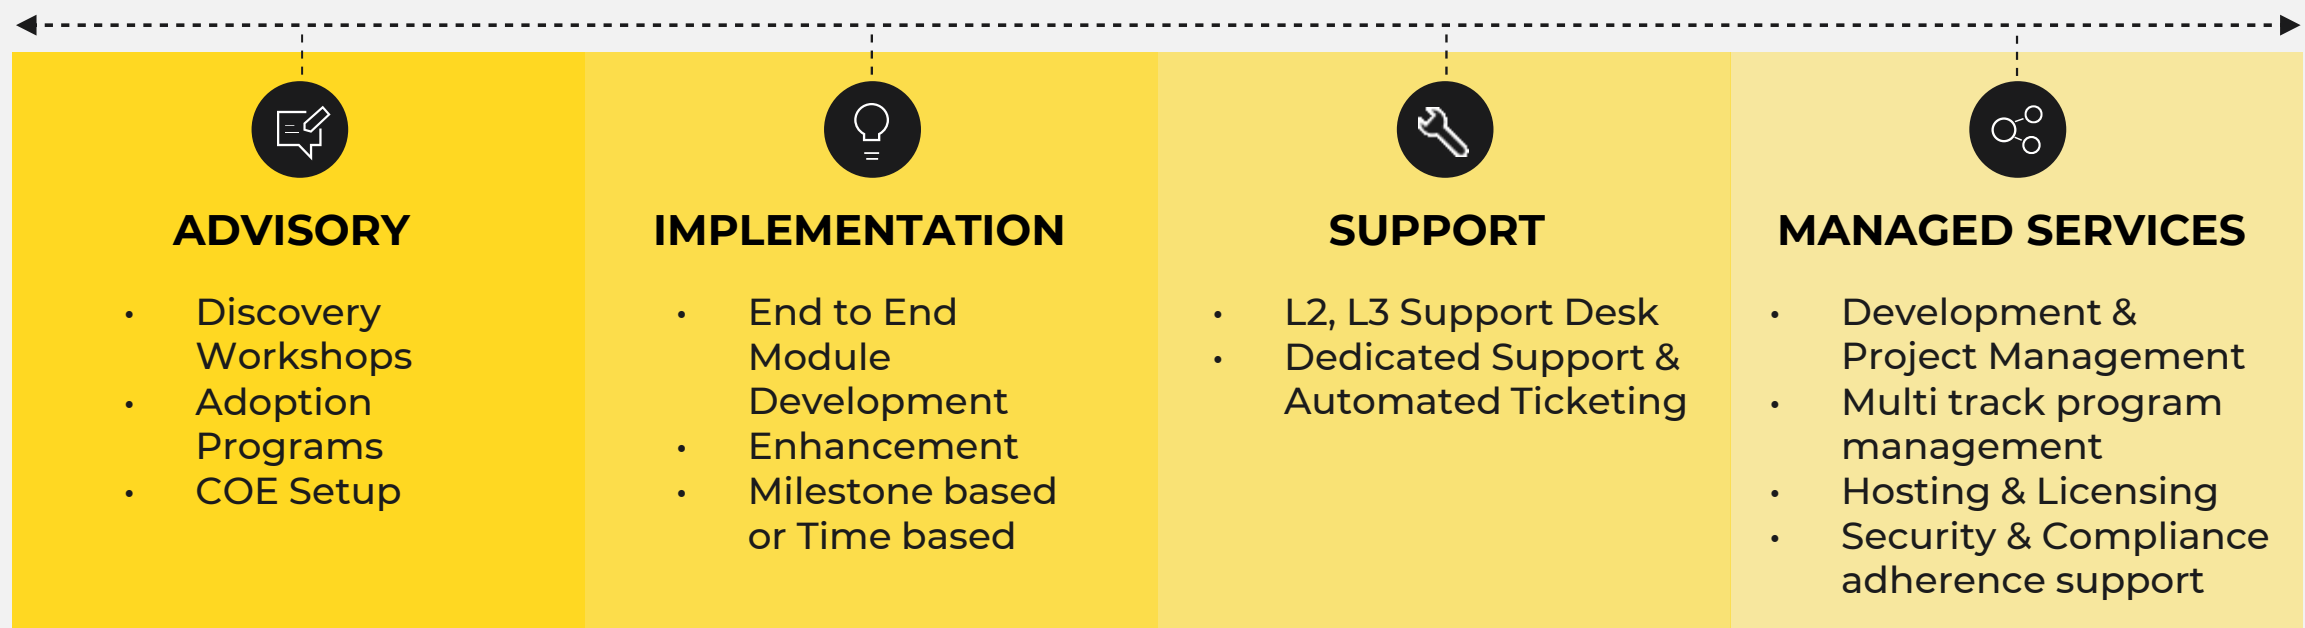 ADVISORY
• Discovery
Workshops
• Adoption
Programs
• COE Setup
IMPLEMENTATION
• End to End
Module
Development
• Enhancement
• Milestone based
or Time based
SUPPORT
• L2, L3 Support Desk
• Dedicated Support &
Automated Ticketing
MANAGED SERVICES
• Development &
Project Management
• Multi track program
management
• Hosting & Licensing
• Security & Compliance
adherence support